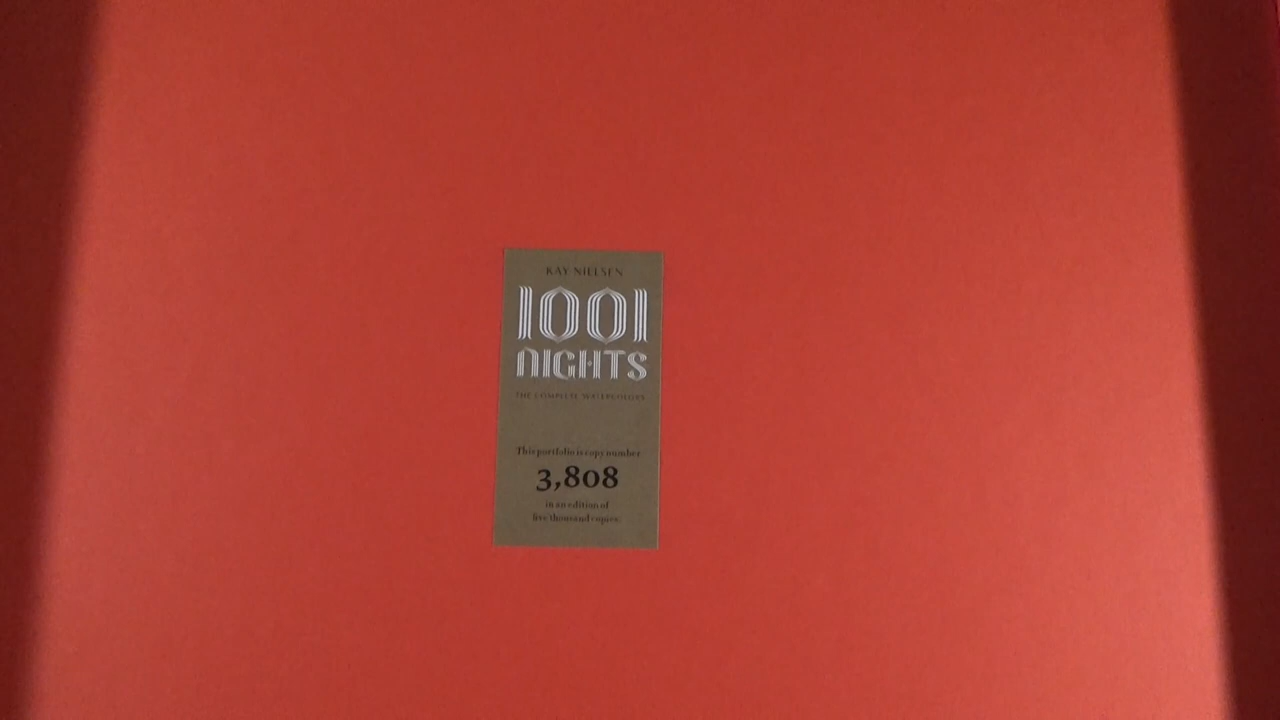 KAY NIELSEN
1001
NIGHTS
THE COMPLETE WATERCOLORS
This portfolio is copy number
3,808
in an edition of
five thousand copies.